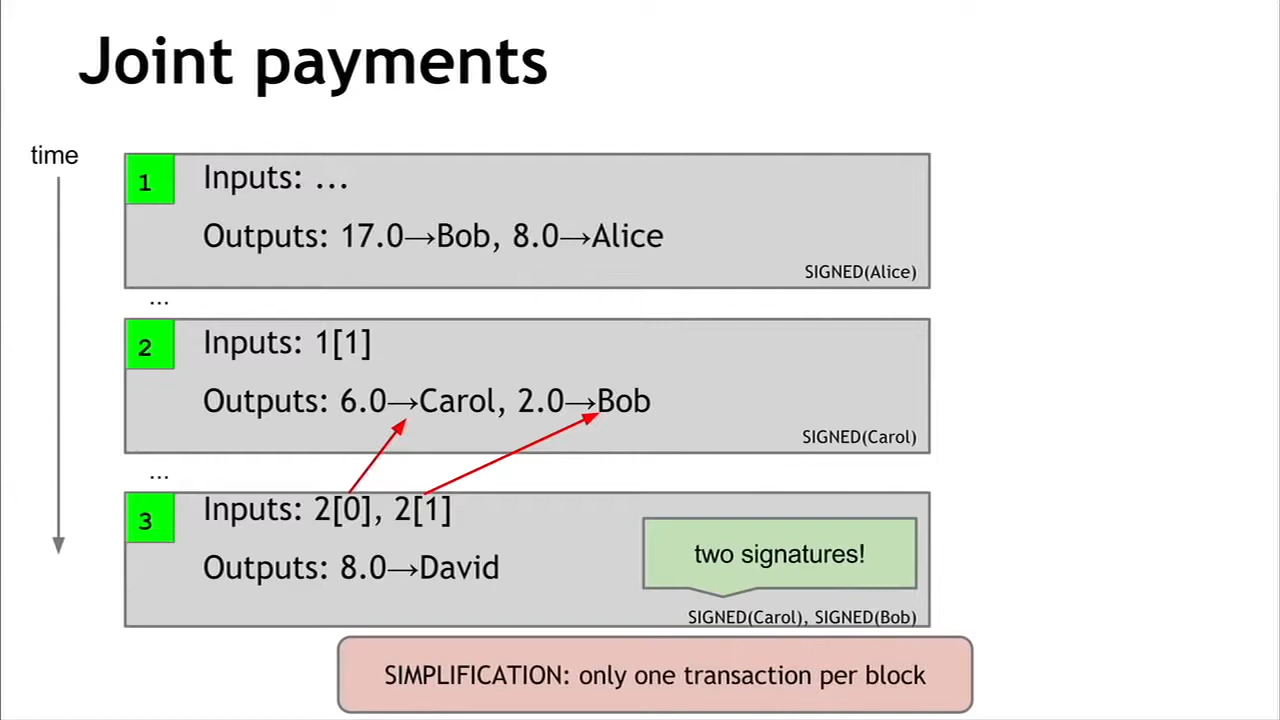 Joint payments
time
1
Inputs: ...
Outputs: 17.0→Bob, 8.0→Alice
SIGNED(Alice)
...
2
Inputs: 1[1]
Outputs: 6.0→Carol, 2.0→Bob
SIGNED(Carol)
...
3
Inputs: 2[0], 2[1]
two signatures!
Outputs: 8.0→David
SIGNED(Carol), SIGNED(Bob)
SIMPLIFICATION: only one transaction per block